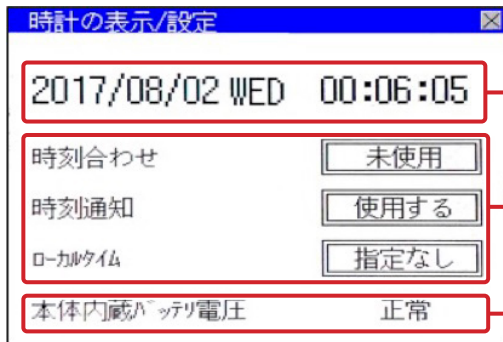 時計の表示/設定
2017/08/02 WED 00:06:05
時刻合わせ 未使用
時刻通知 使用する
ﾛｰｶﾙﾀｲﾑ 指定なし
本体内蔵ﾊﾞｯﾃﾘ電圧 正常